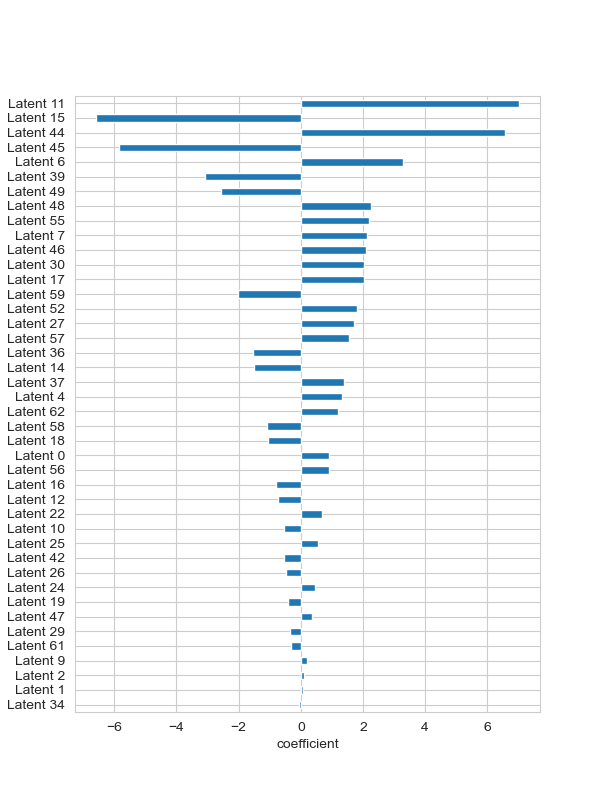 Latent 11
Latent 15
Latent 44
Latent 45
Latent 6
Latent 39
Latent 49
Latent 48
Latent 55
Latent 7
Latent 46
Latent 30
Latent 17
Latent 59
Latent 52
Latent 27
Latent 57
Latent 36
Latent 14
Latent 37
Latent 4
Latent 62
Latent 58
Latent 18
Latent 0
Latent 56
Latent 16
Latent 12
Latent 22
Latent 10
Latent 25
Latent 42
Latent 26
Latent 24
Latent 19
Latent 47
Latent 29
Latent 61
Latent 9
Latent 2
Latent 1
Latent 34
−6 −4 −2 0 2 4 6
coefficient